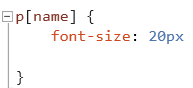 p[name] {
    font-size: 20px

}